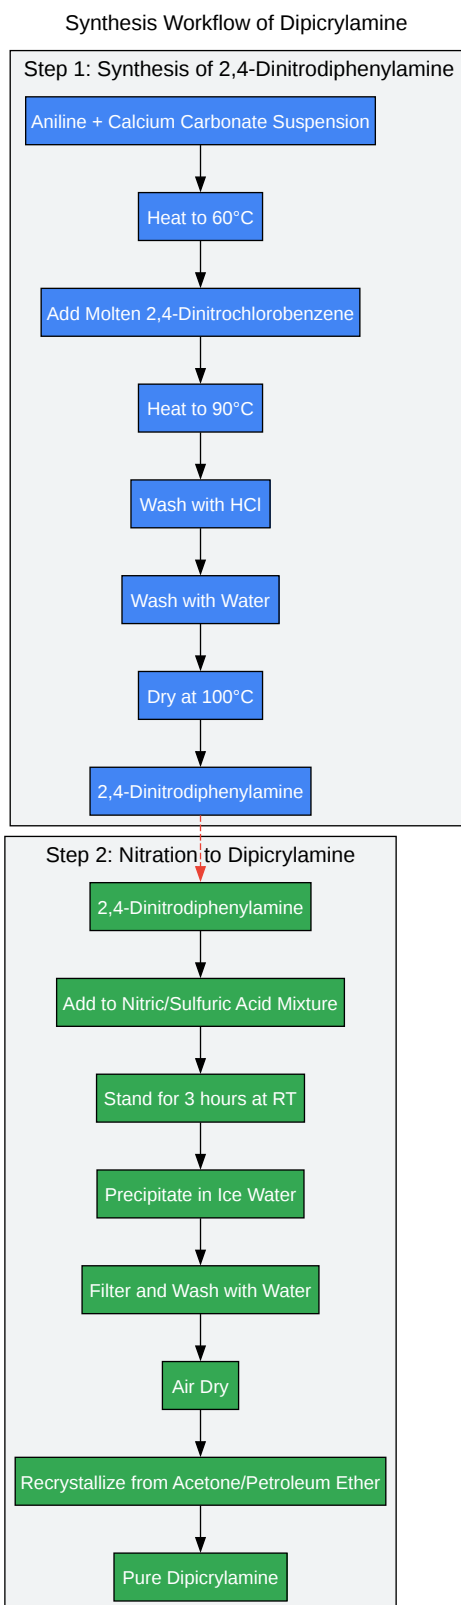 Synthesis Workflow of Dipicrylamine
Step 1: Synthesis of 2,4-Dinitrodiphenylamine
Aniline + Calcium Carbonate Suspension
Heat to 60°C
Add Molten 2,4-Dinitrochlorobenzene
Heat to 90°C
Wash with HCl
Wash with Water
Dry at 100°C
2,4-Dinitrodiphenylamine
Step 2: Nitration to Dipicrylamine
2,4-Dinitrodiphenylamine
Add to Nitric/Sulfuric Acid Mixture
Stand for 3 hours at RT
Precipitate in Ice Water
Filter and Wash with Water
Air Dry
Recrystallize from Acetone/Petroleum Ether
Pure Dipicrylamine